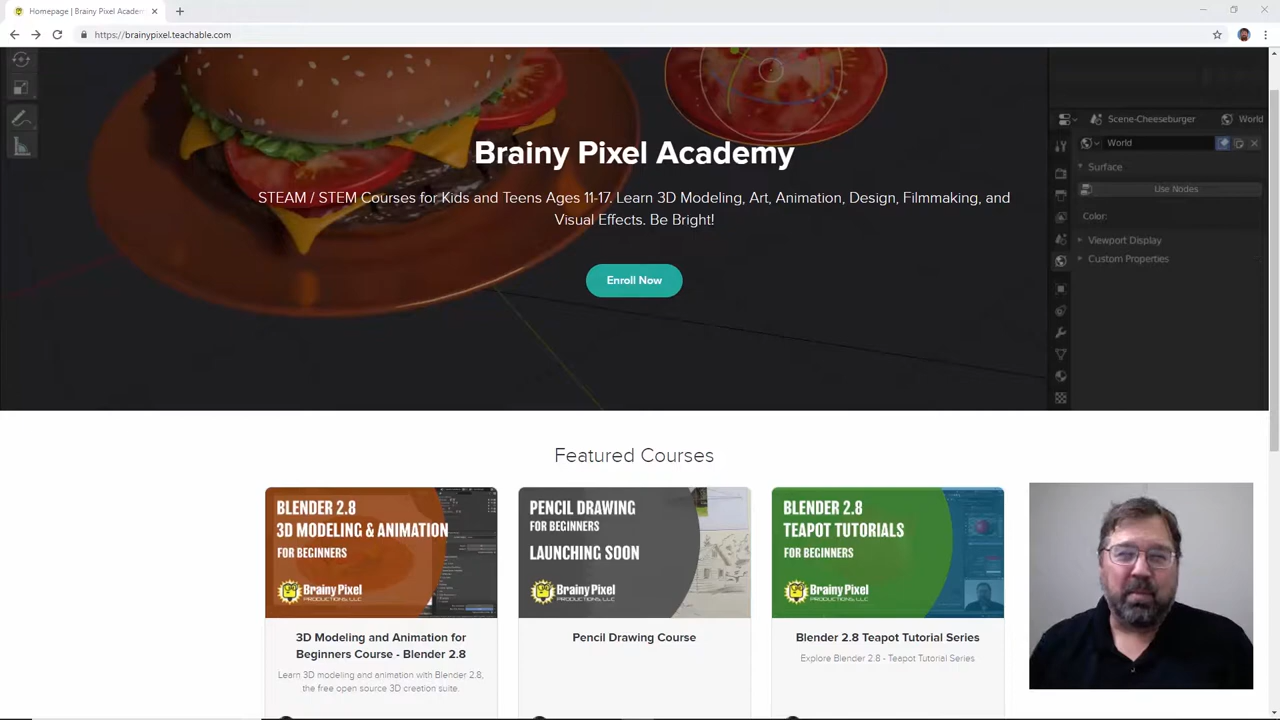 Homepage | Brainy Pixel Academ
https://brainypixel.teachable.com
Scene-Cheeseburger
World
World
Surface
Use Nodes
Color:
Viewport Display
Custom Properties
Brainy Pixel Academy
STEAM / STEM Courses for Kids and Teens Ages 11-17. Learn 3D Modeling, Art, Animation, Design, Filmmaking, and
Visual Effects. Be Bright!
Enroll Now
Featured Courses
BLENDER 2.8
3D MODELING & ANIMATION
FOR BEGINNERS
Brainy Pixel
PRODUCTIONS, LLC
3D Modeling and Animation for
Beginners Course - Blender 2.8
Learn 3D modeling and animation with Blender 2.8,
the free open source 3D creation suite.
PENCIL DRAWING
FOR BEGINNERS
LAUNCHING SOON
Brainy Pixel
PRODUCTIONS, LLC
Pencil Drawing Course
BLENDER 2.8
TEAPOT TUTORIALS
FOR BEGINNERS
Brainy Pixel
PRODUCTIONS, LLC
Blender 2.8 Teapot Tutorial Series
Explore Blender 2.8 - Teapot Tutorial Series